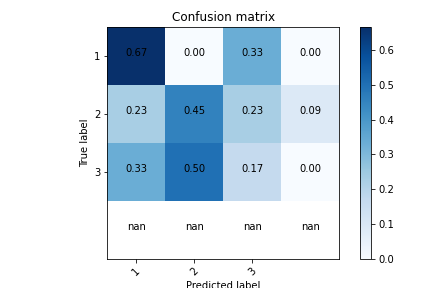 Confusion matrix
1 0.67 0.00 0.33 0.00
2 0.23 0.45 0.23 0.09
3 0.33 0.50 0.17 0.00
nan nan nan nan
1 2 3
True label
Predicted label
0.6
0.5
0.4
0.3
0.2
0.1
0.0